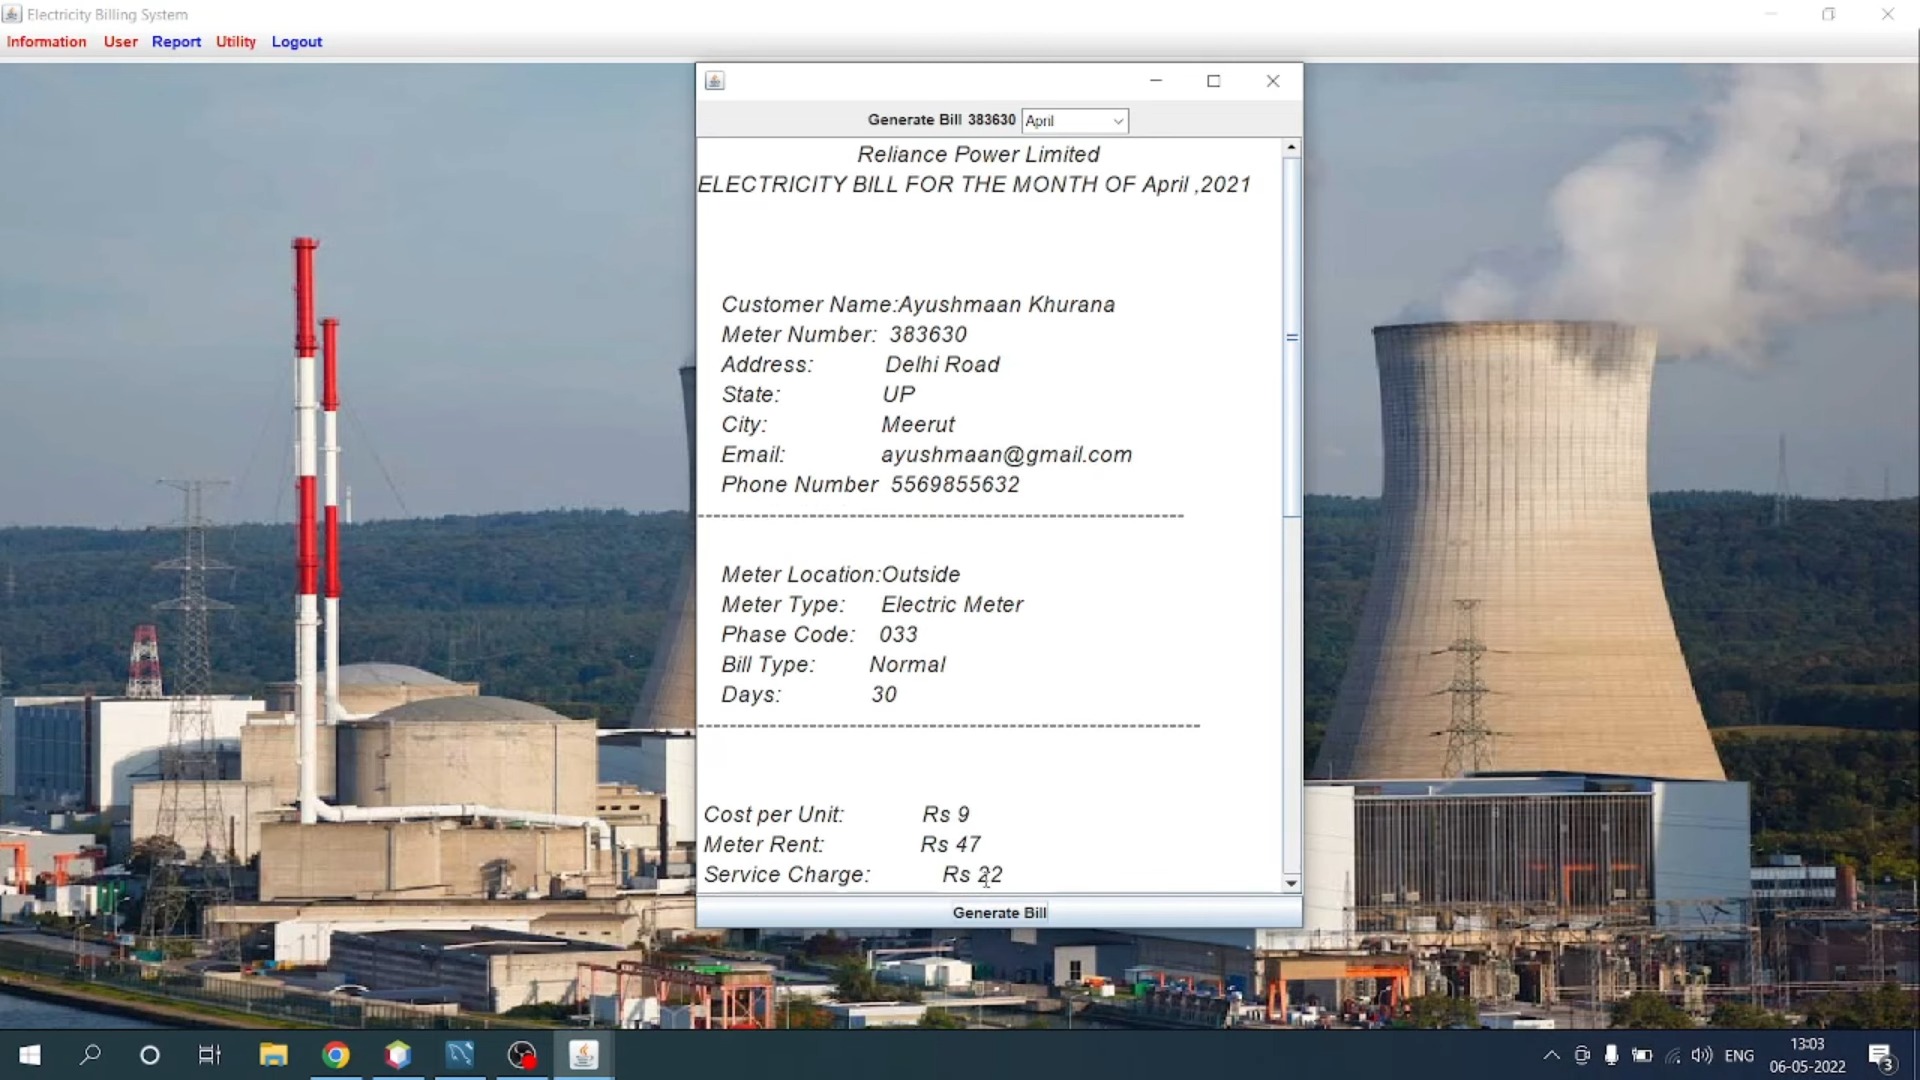 Electricity Billing System
Information User Report Utility Logout
Generate Bill 383630 April
Reliance Power Limited
ELECTRICITY BILL FOR THE MONTH OF April ,2021
Customer Name:Ayushmaan Khurana
Meter Number: 383630
Address: Delhi Road
State: UP
City: Meerut
Email: ayushmaan@gmail.com
Phone Number 5569855632
Meter Location:Outside
Meter Type: Electric Meter
Phase Code: 033
Bill Type: Normal
Days: 30
Cost per Unit: Rs 9
Meter Rent: Rs 47
Service Charge: Rs 22
Generate Bill
ENG
13:03
06-05-2022
3